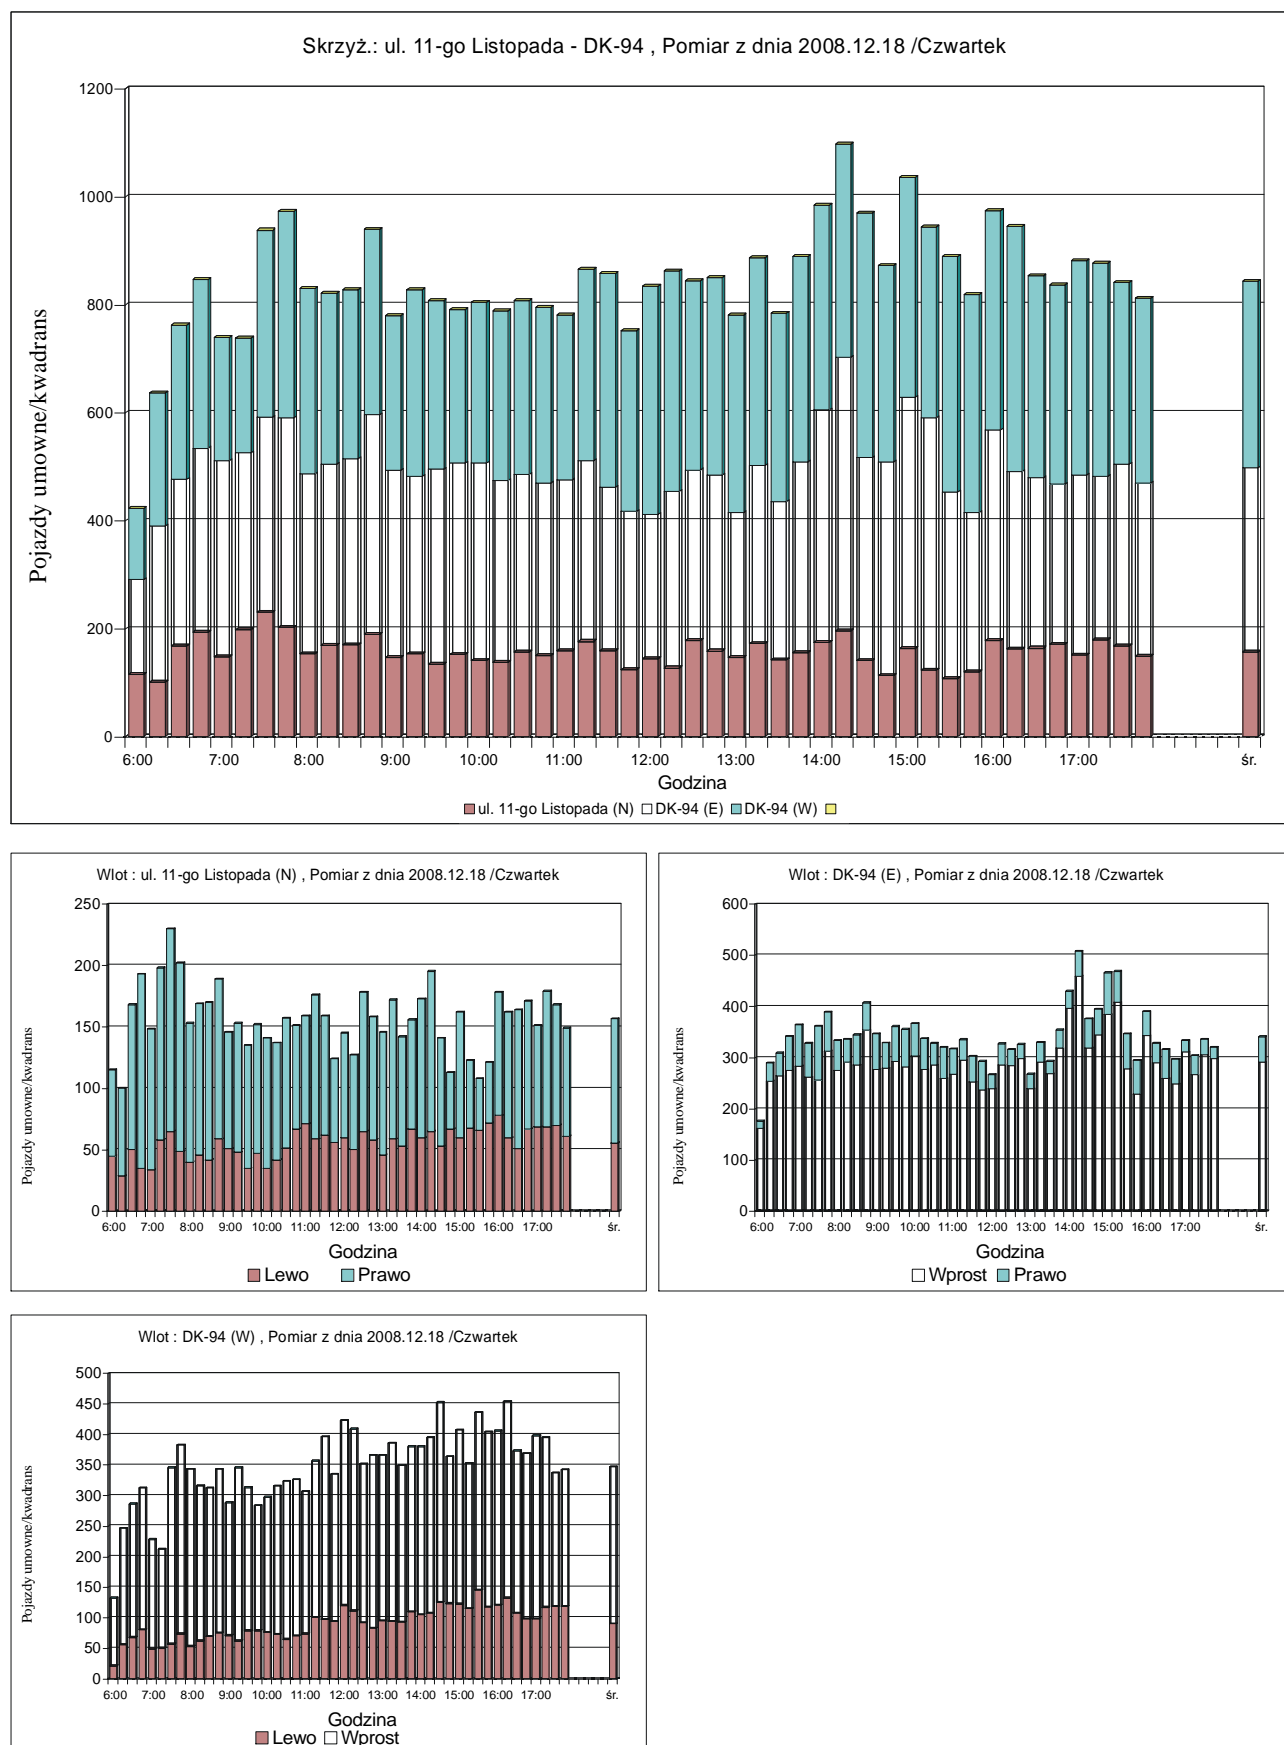 Skrzyż.: ul. 11-go Listopada - DK-94 , Pomiar z dnia 2008.12.18 /Czwartek
1200
1000
800
600
400
200
0
Pojazdy umowne/kwadrans
6:00 7:00 8:00 9:00 10:00 11:00 12:00 13:00 14:00 15:00 16:00 17:00 śr.
Godzina
ul. 11-go Listopada (N) DK-94 (E) DK-94 (W)
Wlot : ul. 11-go Listopada (N) , Pomiar z dnia 2008.12.18 /Czwartek
250
200
150
100
50
0
Pojazdy umowne/kwadrans
6:00 7:00 8:00 9:00 10:00 11:00 12:00 13:00 14:00 15:00 16:00 17:00 śr.
Godzina
Lewo Prawo
Wlot : DK-94 (E) , Pomiar z dnia 2008.12.18 /Czwartek
600
500
400
300
200
100
0
Pojazdy umowne/kwadrans
6:00 7:00 8:00 9:00 10:00 11:00 12:00 13:00 14:00 15:00 16:00 17:00 śr.
Godzina
Wprost Prawo
Wlot : DK-94 (W) , Pomiar z dnia 2008.12.18 /Czwartek
500
450
400
350
300
250
200
150
100
50
0
Pojazdy umowne/kwadrans
6:00 7:00 8:00 9:00 10:00 11:00 12:00 13:00 14:00 15:00 16:00 17:00 śr.
Godzina
Lewo Wprost